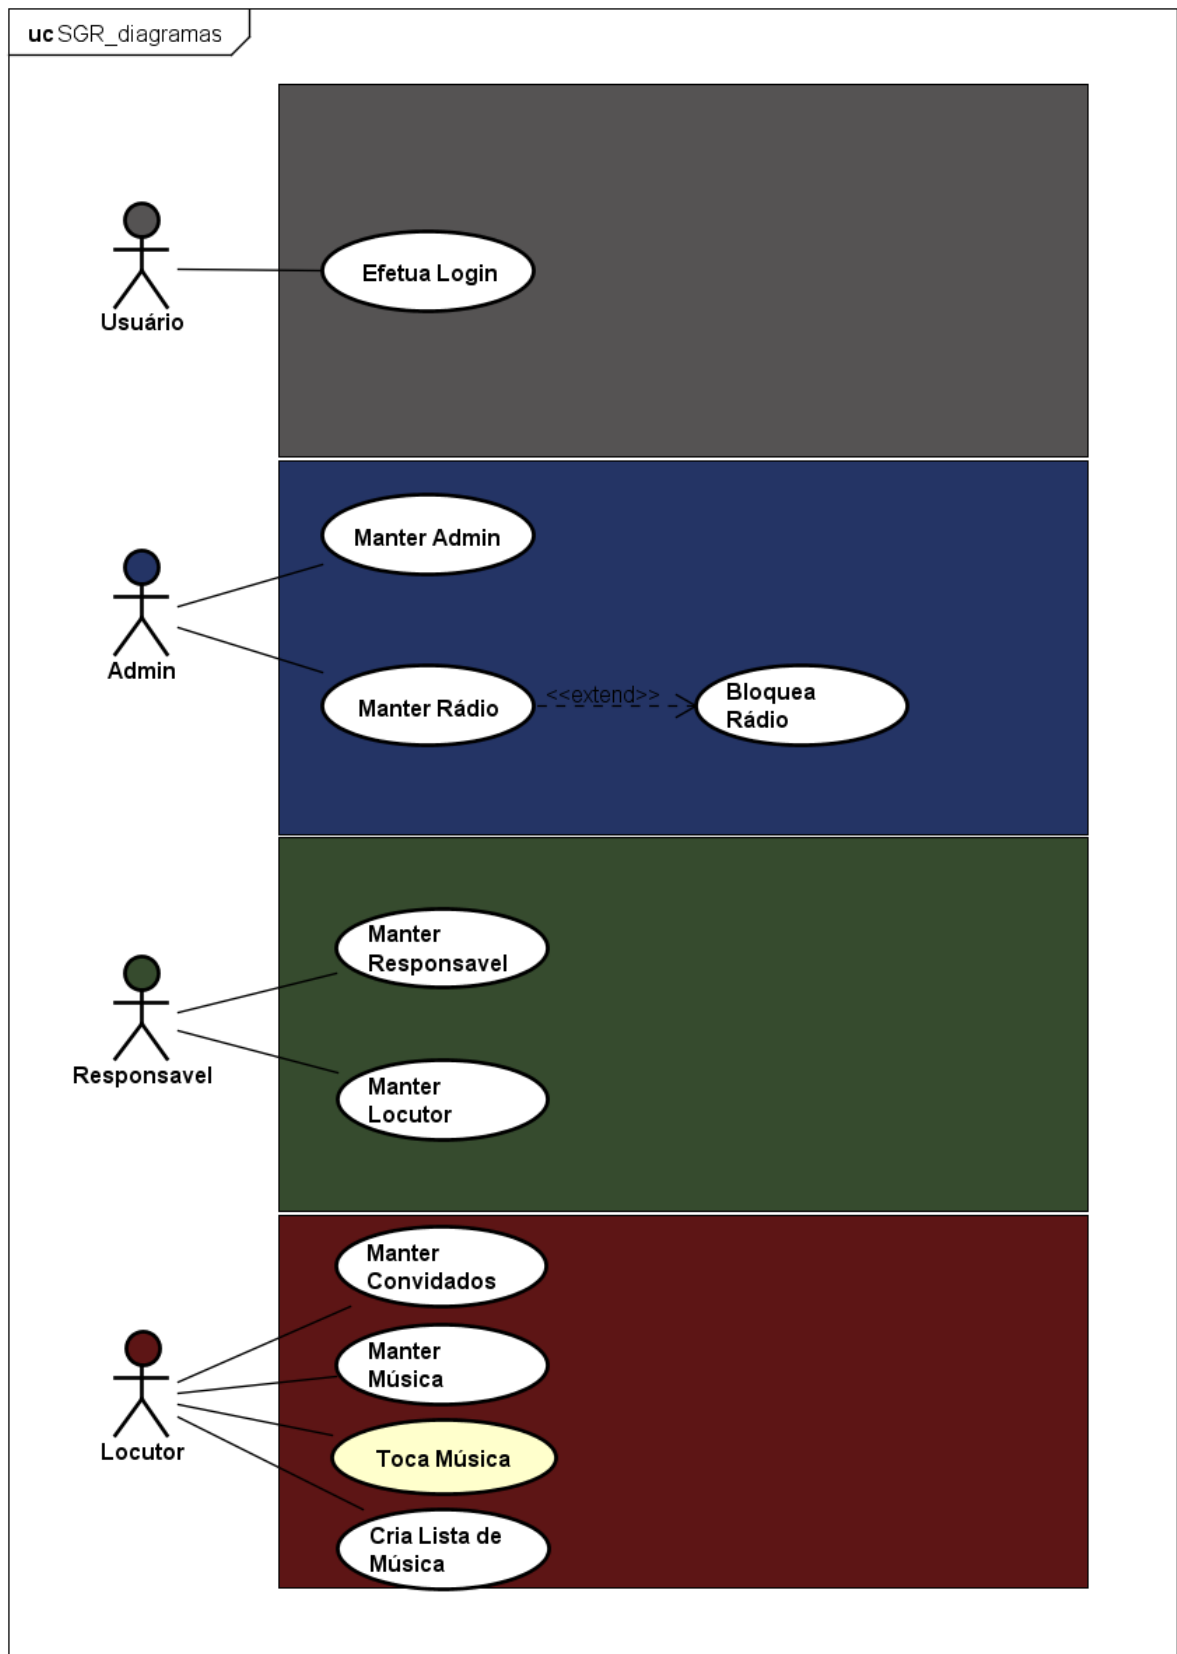 uc SGR_diagramas
Usuário
Efetua Login
Admin
Manter Admin
Manter Rádio
<<extend>>
Bloquea
Rádio
Responsavel
Manter
Responsavel
Manter
Locutor
Locutor
Manter
Convidados
Manter
Música
Toca Música
Cria Lista de
Música